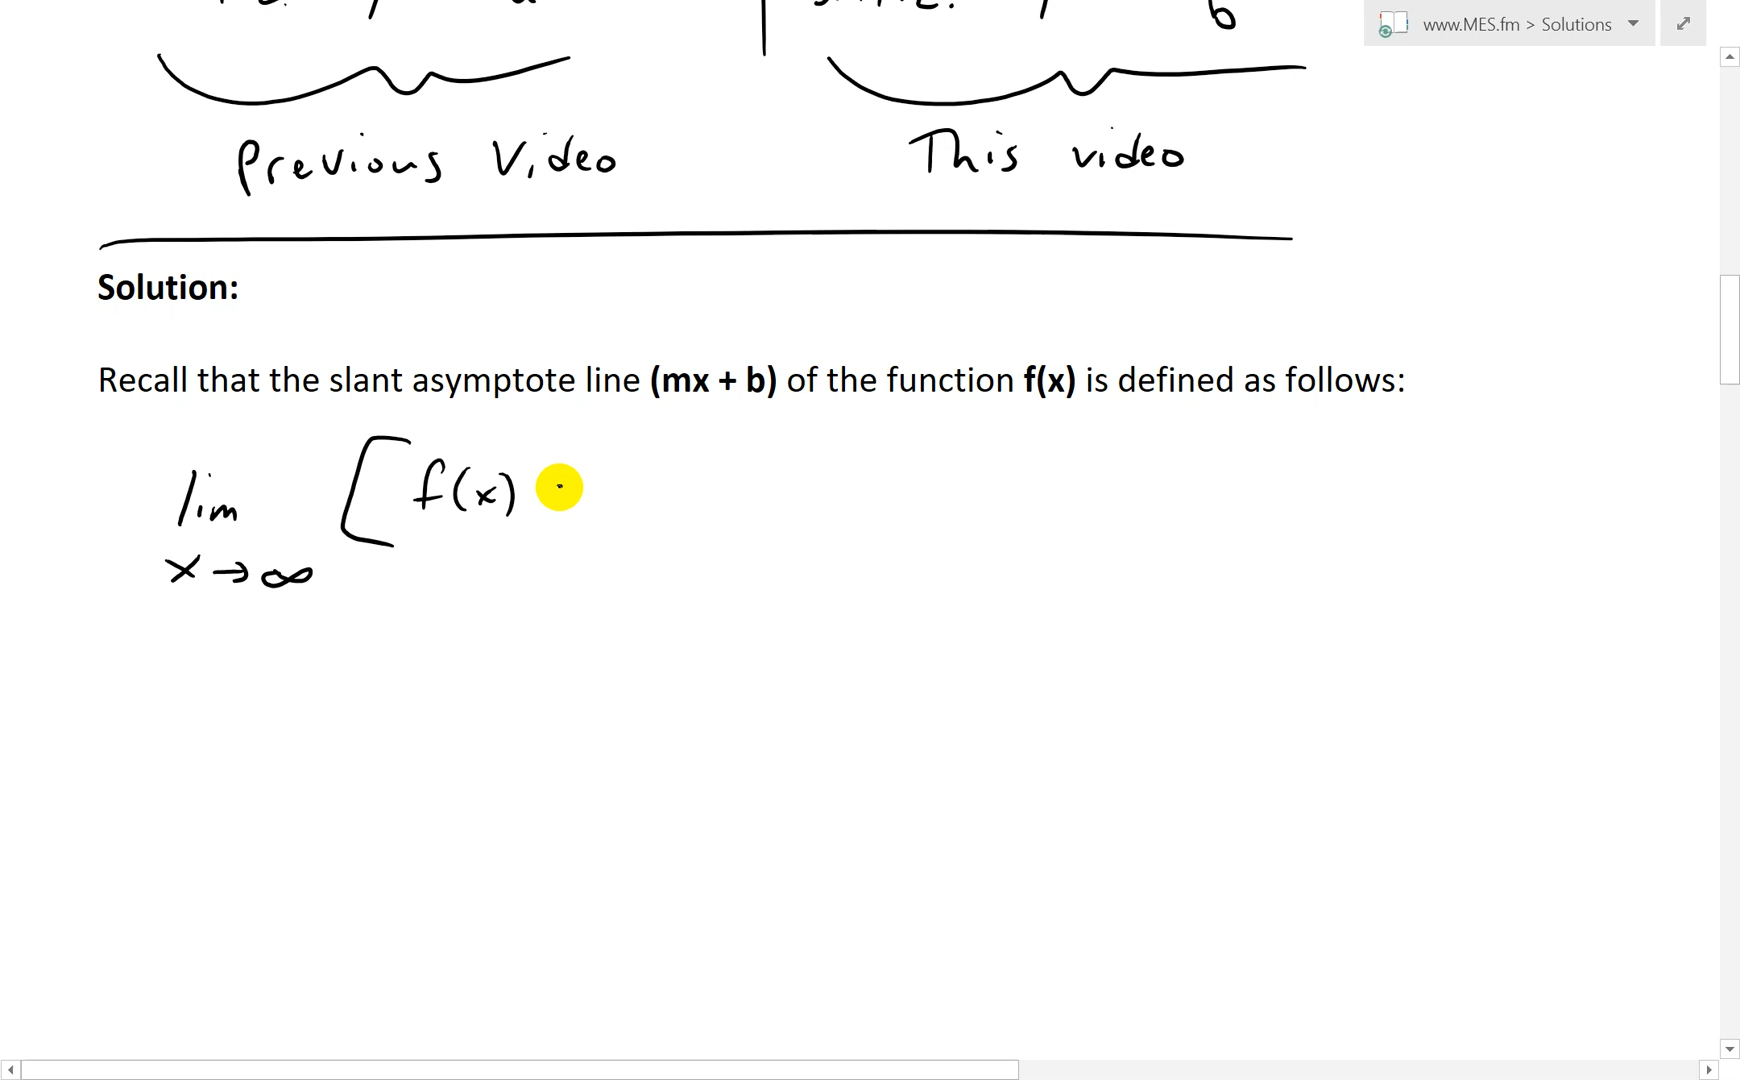 b
www.MES.fm > Solutions
Previous Video
This video
Solution:
Recall that the slant asymptote line (mx + b) of the function f(x) is defined as follows:
lim [ f(x)
x → ∞